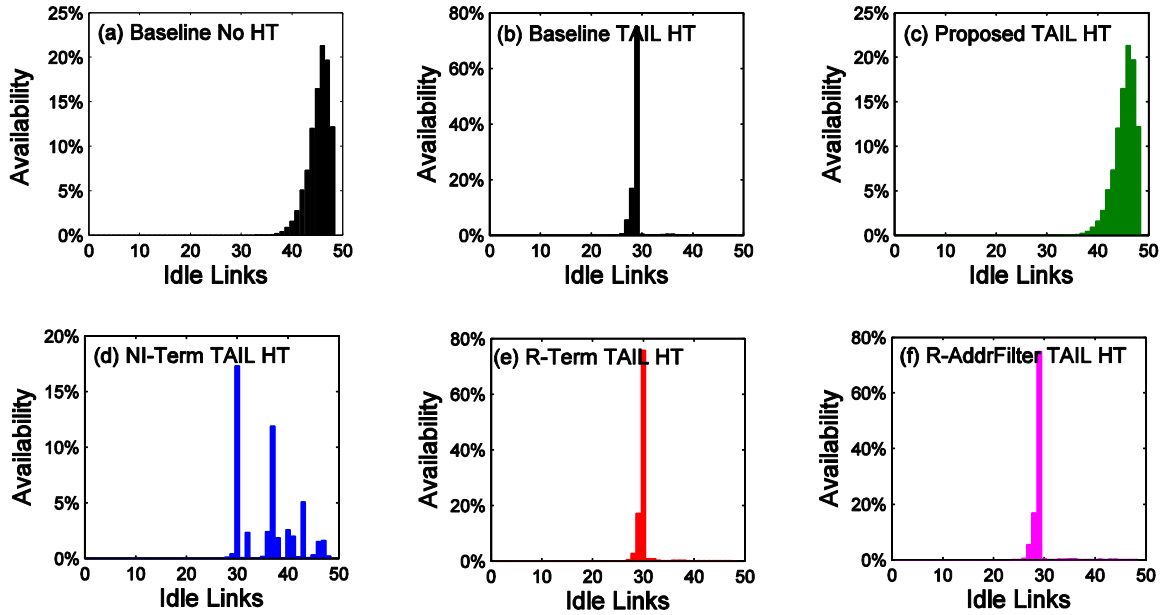 25%
20%
15%
10%
5%
0%
Availability
(a) Baseline No HT
0 10 20 30 40 50
Idle Links
80%
60%
40%
20%
0%
Availability
(b) Baseline TAIL HT
0 10 20 30 40 50
Idle Links
25%
20%
15%
10%
5%
0%
Availability
(c) Proposed TAIL HT
0 10 20 30 40 50
Idle Links
20%
15%
10%
5%
0%
Availability
(d) NI-Term TAIL HT
0 10 20 30 40 50
Idle Links
80%
60%
40%
20%
0%
Availability
(e) R-Term TAIL HT
0 10 20 30 40 50
Idle Links
80%
60%
40%
20%
0%
Availability
(f) R-AddrFilter TAIL HT
0 10 20 30 40 50
Idle Links